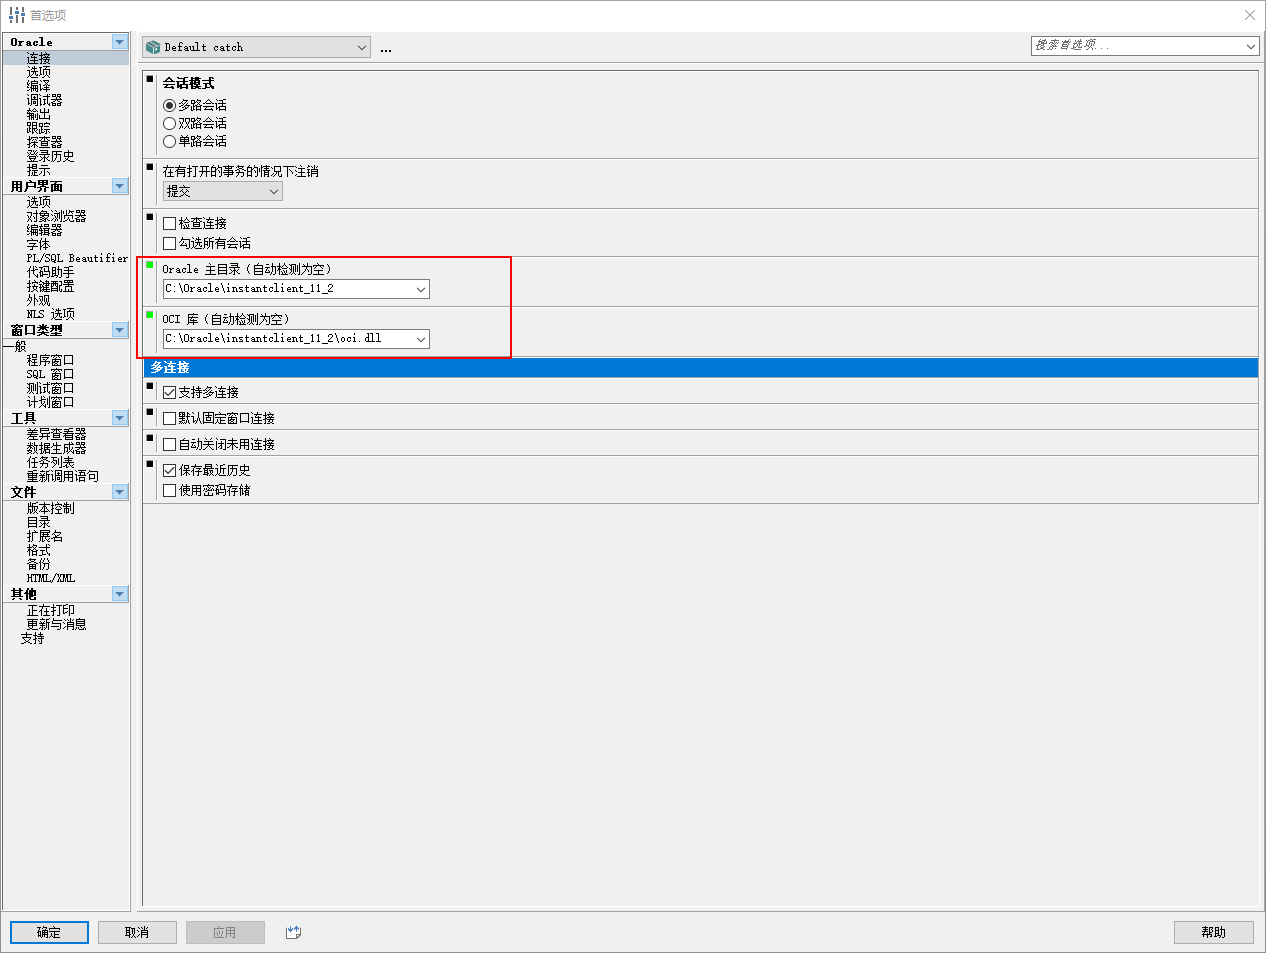 首选项
Oracle
连接
选项
编译
调试器
输出
跟踪
探查器
登录历史
提示
用户界面
选项
对象浏览器
编辑器
字体
PL/SQL Beautifier
代码助手
按键配置
外观
NLS 选项
窗口类型
一般
程序窗口
SQL 窗口
测试窗口
计划窗口
工具
差异查看器
数据生成器
任务列表
重新调用语句
文件
版本控制
目录
扩展名
格式
备份
HTML/XML
其他
正在打印
更新与消息
支持
Default catch
...
搜索首选项...
会话模式
多路会话
双路会话
单路会话
在有打开的事务的情况下注销
提交
检查连接
勾选所有会话
Oracle 主目录（自动检测为空）
C:\Oracle\instantclient_11_2
OCI 库（自动检测为空）
C:\Oracle\instantclient_11_2\oci.dll
多连接
支持多连接
默认固定窗口连接
自动关闭未用连接
保存最近历史
使用密码存储
确定
取消
应用
帮助